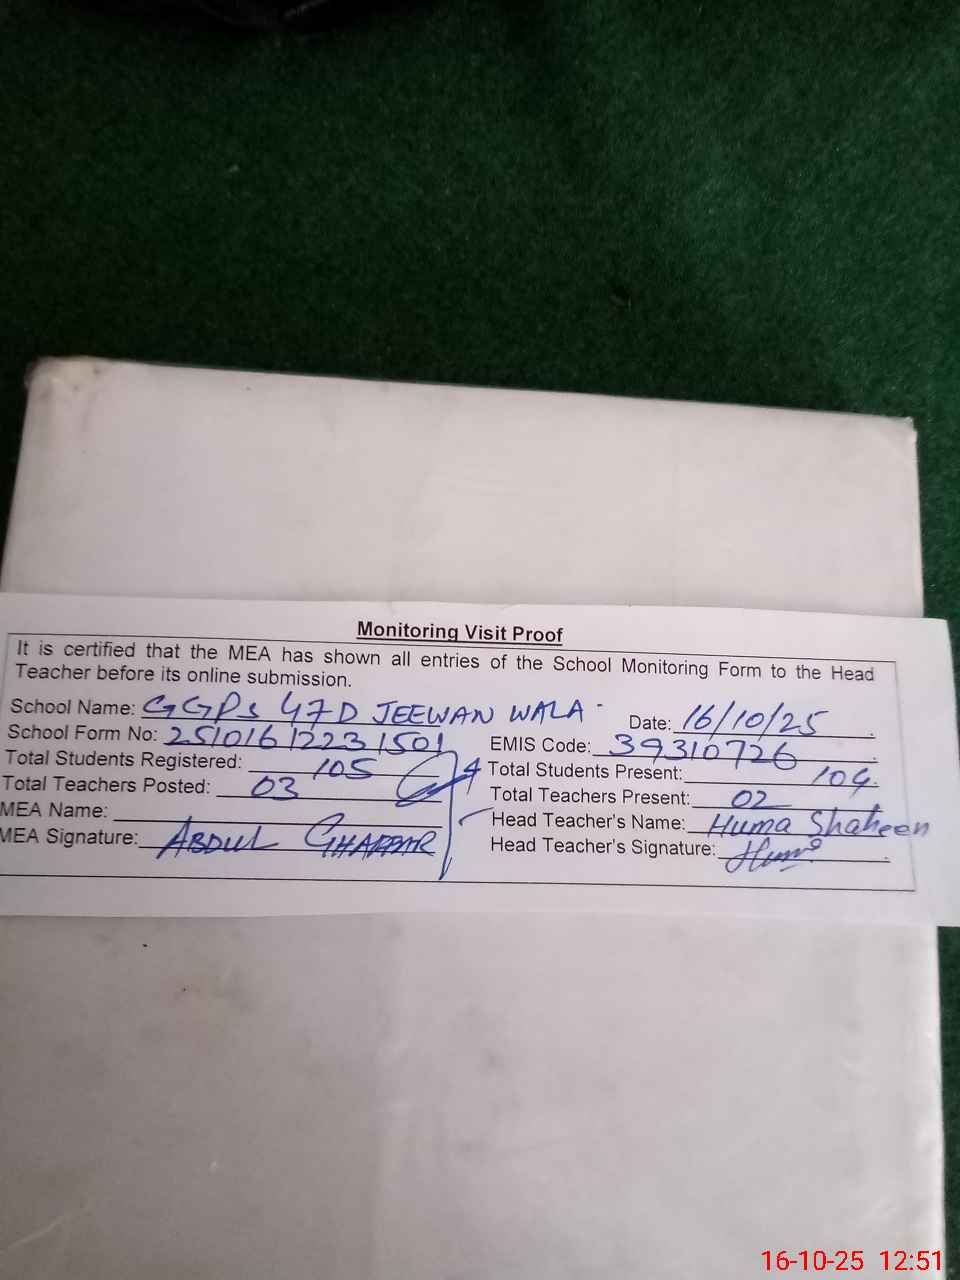 Monitoring Visit Proof
It is certified that the MEA has shown all entries of the School Monitoring Form to the Head
Teacher before its online submission.
School Name: GGPS 47D JEEWAN WALA Date: 16/10/25
School Form No: 25101612231501 EMIS Code: 39310726
Total Students Registered: 105 Total Students Present: 104
Total Teachers Posted: 03 Total Teachers Present: 02
MEA Name: Head Teacher's Name: Huma Shaheen
MEA Signature: ABDUL GHAFFAR Head Teacher's Signature:
16-10-25 12:51